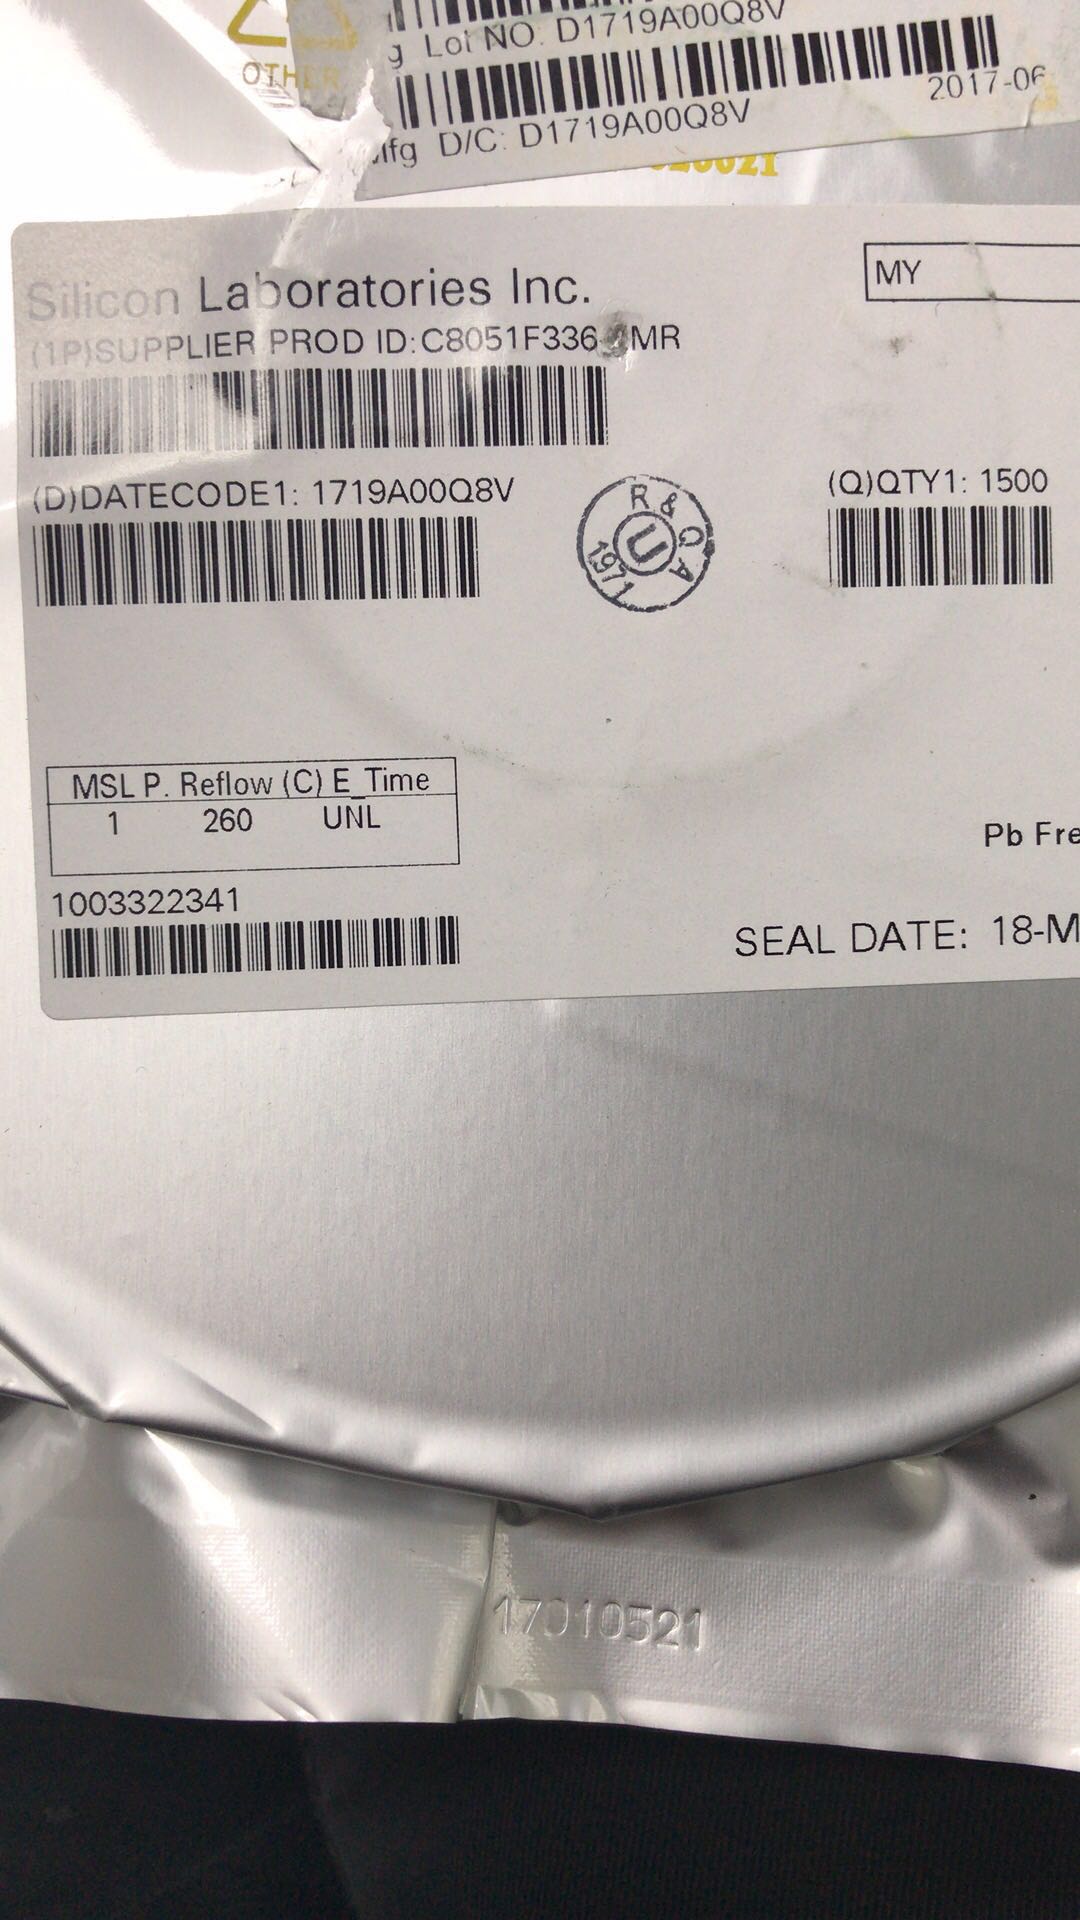 OTHER
Lot NO. D1719A00Q8V
2017-06
Mfg D/C: D1719A00Q8V
Silicon Laboratories Inc.
MY
(1P)SUPPLIER PROD ID:C8051F336 MR
(D)DATECODE1: 1719A00Q8V
(Q)QTY1: 1500
R & QA
U
1971
MSL P. Reflow (C) E_Time
1 260 UNL
Pb Fre
1003322341
SEAL DATE: 18-M
17010521